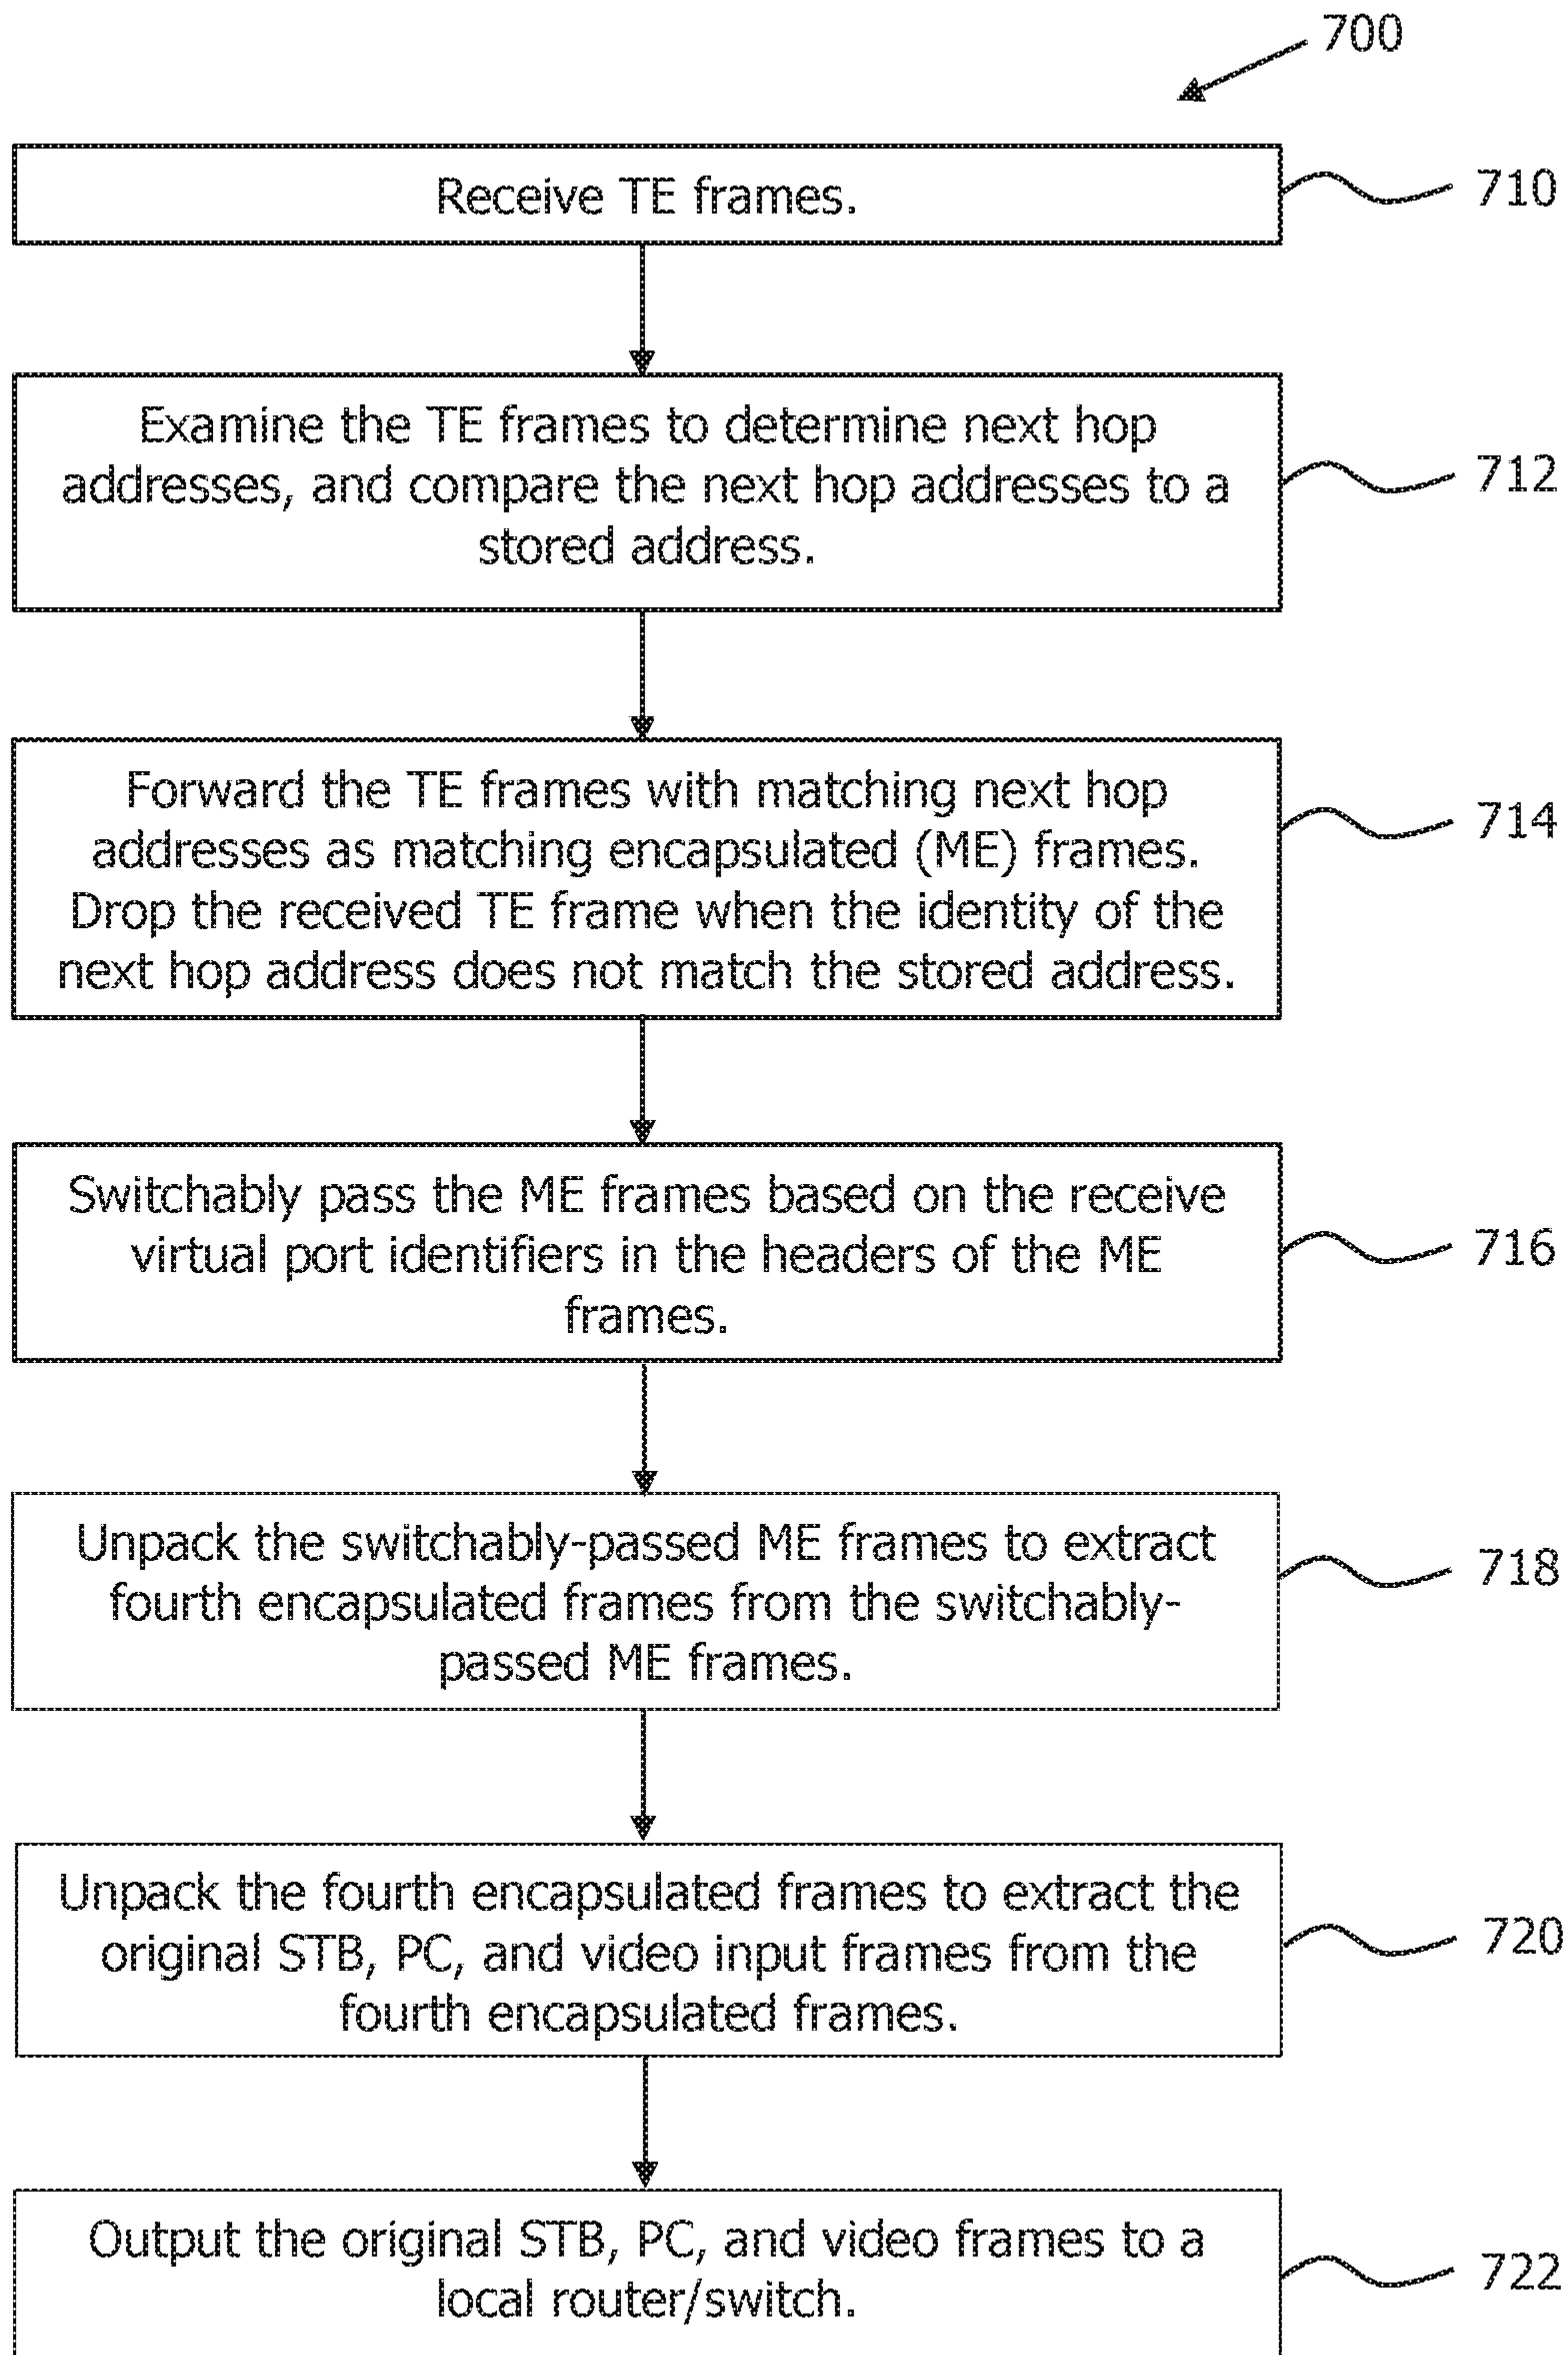 700
Receive TE frames.
710
Examine the TE frames to determine next hop
addresses, and compare the next hop addresses to a
stored address.
712
Forward the TE frames with matching next hop
addresses as matching encapsulated (ME) frames.
Drop the received TE frame when the identity of the
next hop address does not match the stored address.
714
Switchably pass the ME frames based on the receive
virtual port identifiers in the headers of the ME
frames.
716
Unpack the switchably-passed ME frames to extract
fourth encapsulated frames from the switchably-
passed ME frames.
718
Unpack the fourth encapsulated frames to extract the
original STB, PC, and video input frames from the
fourth encapsulated frames.
720
Output the original STB, PC, and video frames to a
local router/switch.
722